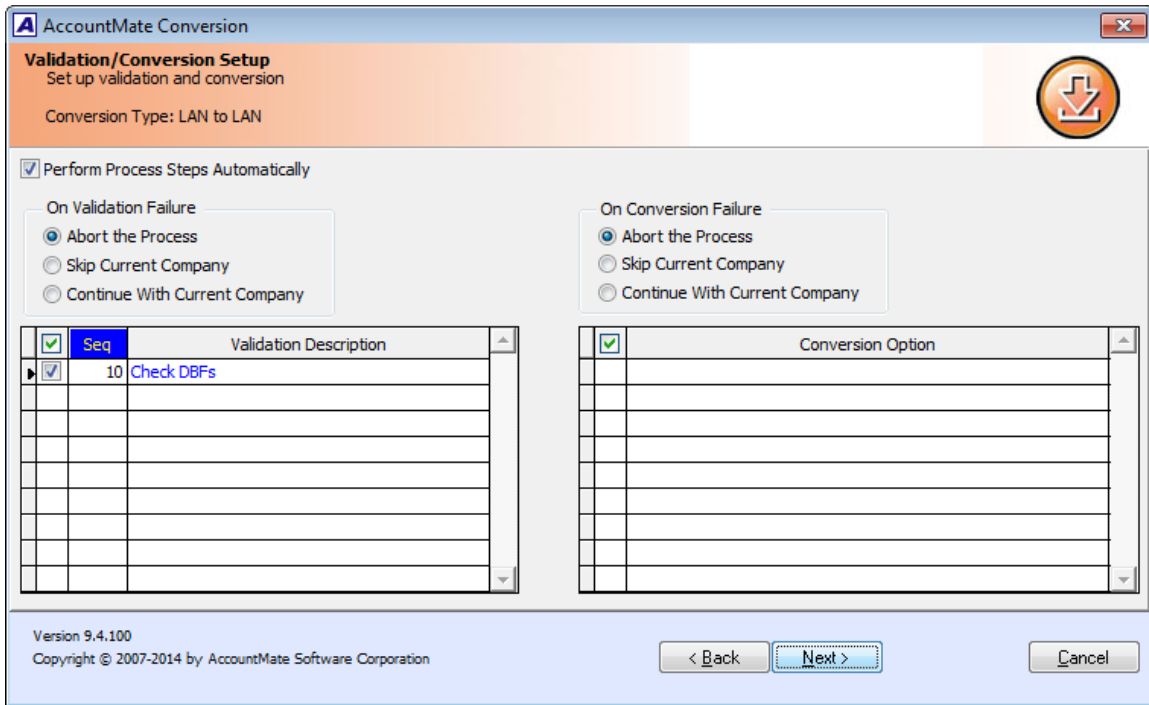 A AccountMate Conversion
Validation/Conversion Setup
Set up validation and conversion
Conversion Type: LAN to LAN
Perform Process Steps Automatically
On Validation Failure
Abort the Process
Skip Current Company
Continue With Current Company
On Conversion Failure
Abort the Process
Skip Current Company
Continue With Current Company
Seq Validation Description
10 Check DBFs
Conversion Option
Version 9.4.100
Copyright © 2007-2014 by AccountMate Software Corporation
< Back Next > Cancel